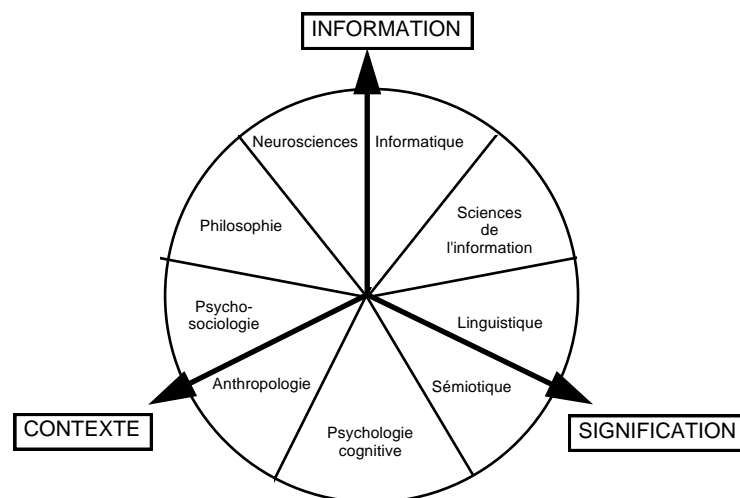 INFORMATION
Neurosciences
Informatique
Philosophie
Sciences
de
l'information
Psycho-
sociologie
Linguistique
Anthropologie
Sémiotique
Psychologie
cognitive
CONTEXTE
SIGNIFICATION